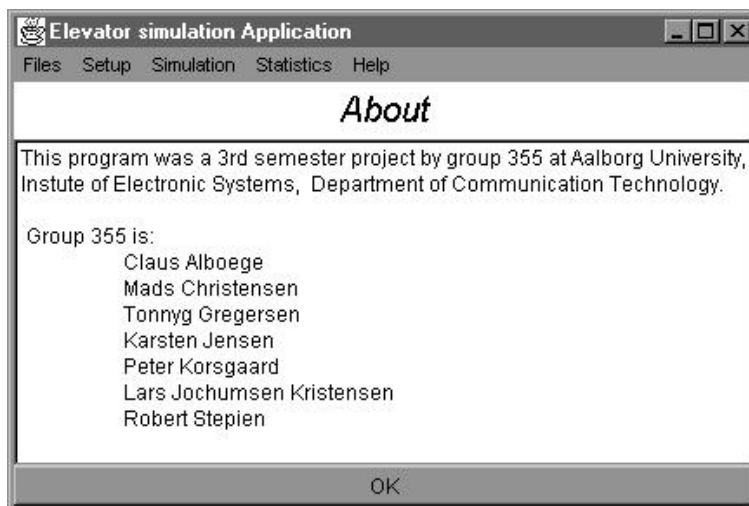 Elevator simulation Application
Files Setup Simulation Statistics Help
About
This program was a 3rd semester project by group 355 at Aalborg University,
Instute of Electronic Systems, Department of Communication Technology.
Group 355 is:
Claus Alboege
Mads Christensen
Tonnyg Gregersen
Karsten Jensen
Peter Korsgaard
Lars Jochumsen Kristensen
Robert Stepien
OK